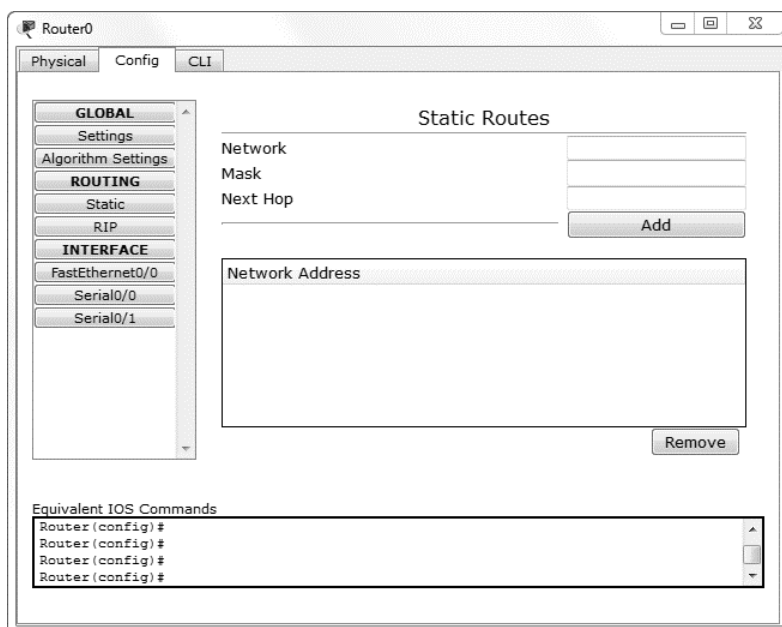 Router0
Physical Config CLI
GLOBAL
Settings
Algorithm Settings
ROUTING
Static
RIP
INTERFACE
FastEthernet0/0
Serial0/0
Serial0/1
Static Routes
Network
Mask
Next Hop
Add
Network Address
Remove
Equivalent IOS Commands
Router(config)#
Router(config)#
Router(config)#
Router(config)#